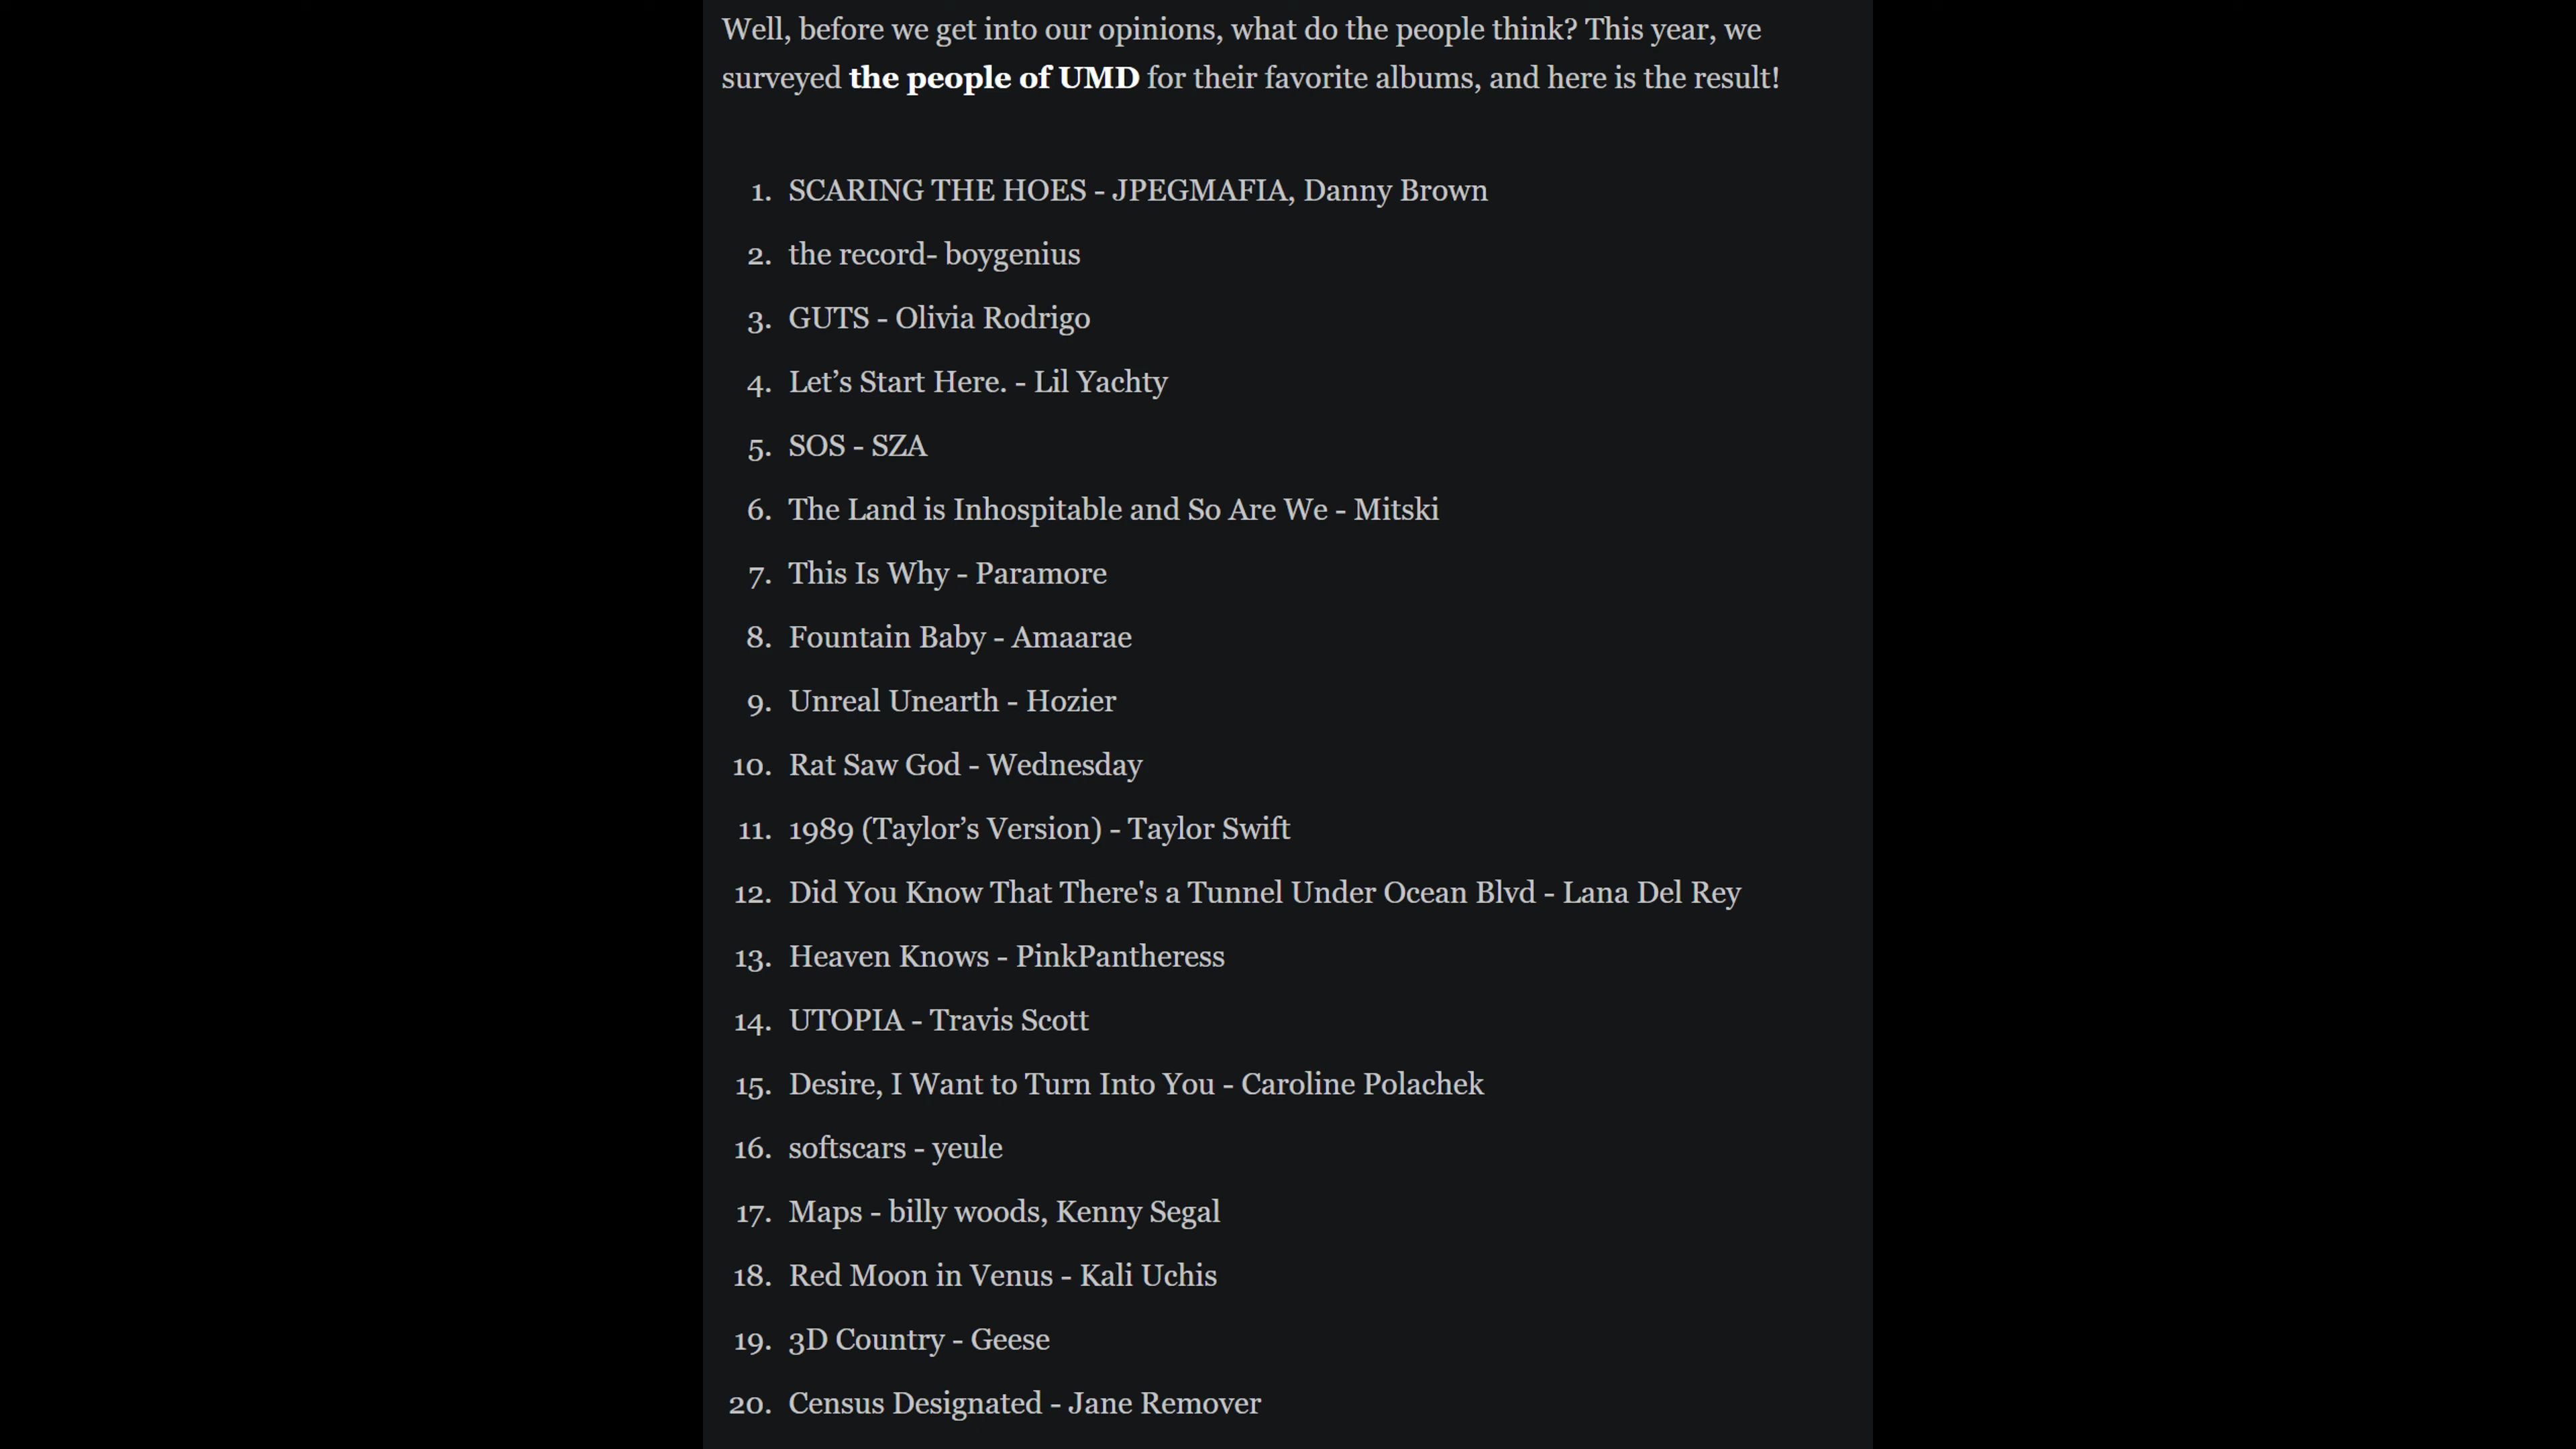 Well, before we get into our opinions, what do the people think? This year, we
surveyed the people of UMD for their favorite albums, and here is the result!
1. SCARING THE HOES - JPEGMAFIA, Danny Brown
2. the record- boygenius
3. GUTS - Olivia Rodrigo
4. Let’s Start Here. - Lil Yachty
5. SOS - SZA
6. The Land is Inhospitable and So Are We - Mitski
7. This Is Why - Paramore
8. Fountain Baby - Amaarae
9. Unreal Unearth - Hozier
10. Rat Saw God - Wednesday
11. 1989 (Taylor’s Version) - Taylor Swift
12. Did You Know That There's a Tunnel Under Ocean Blvd - Lana Del Rey
13. Heaven Knows - PinkPantheress
14. UTOPIA - Travis Scott
15. Desire, I Want to Turn Into You - Caroline Polachek
16. softscars - yeule
17. Maps - billy woods, Kenny Segal
18. Red Moon in Venus - Kali Uchis
19. 3D Country - Geese
20. Census Designated - Jane Remover